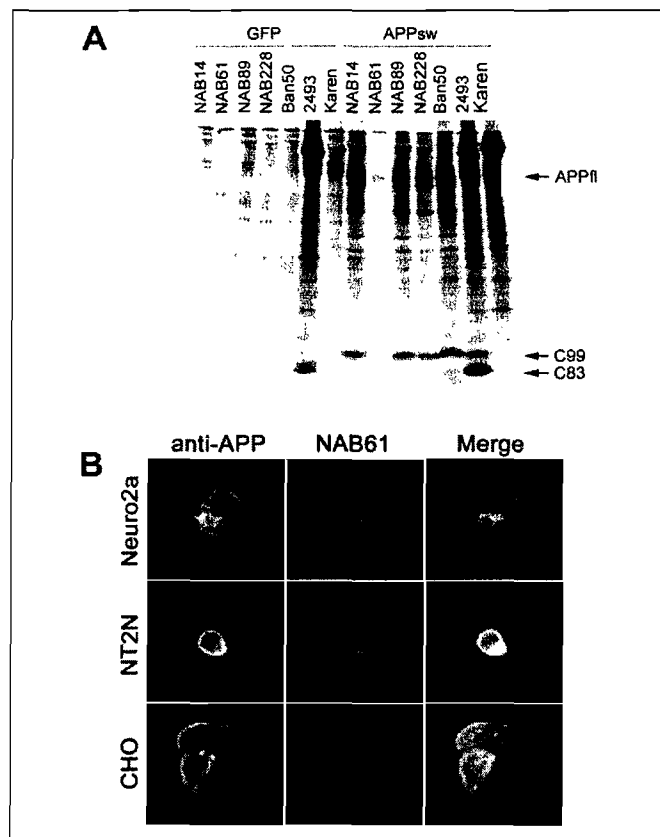 A
GFP APPsw
NAB14 NAB61 NAB89 NAB228 Ban50 2493 Karen NAB14 NAB61 NAB89 NAB228 Ban50 2493 Karen
APPfl
C99
C83
B
anti-APP NAB61 Merge
Neuro2a
NT2N
CHO